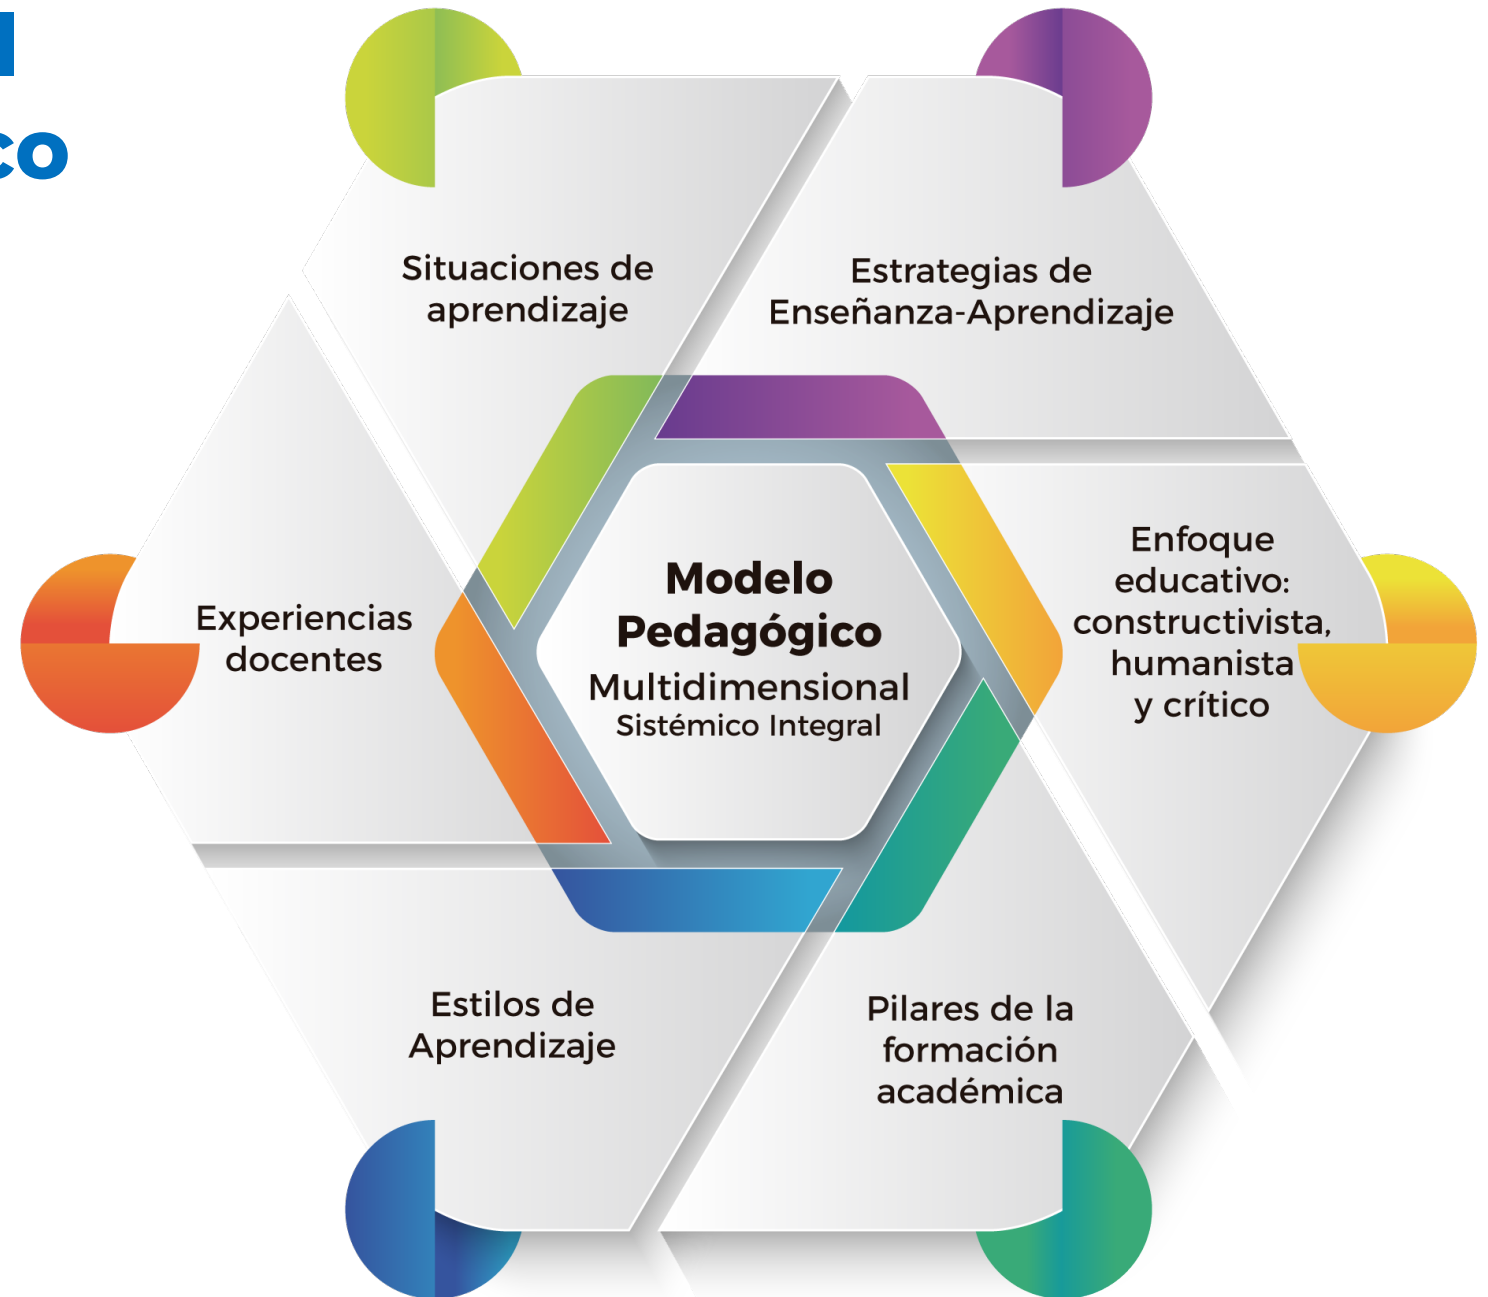 Situaciones de
aprendizaje
Estrategias de
Enseñanza-Aprendizaje
Enfoque
educativo:
constructivista,
humanista
y crítico
Experiencias
docentes
Modelo
Pedagógico
Multidimensional
Sistémico Integral
Estilos de
Aprendizaje
Pilares de la
formación
académica